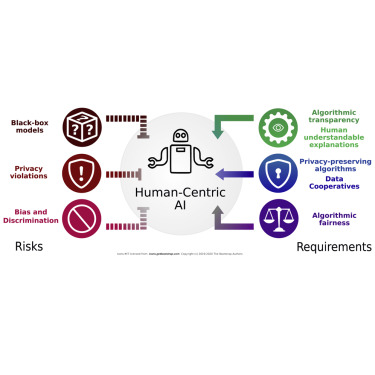 Black-box
models
Privacy
violations
Bias and
Discrimination
Risks
? ? ?
!
Human-Centric
AI
Algorithmic
transparency
Human
understandable
explanations
Privacy-preserving
algorithms
Data
Cooperatives
Algorithmic
fairness
Requirements